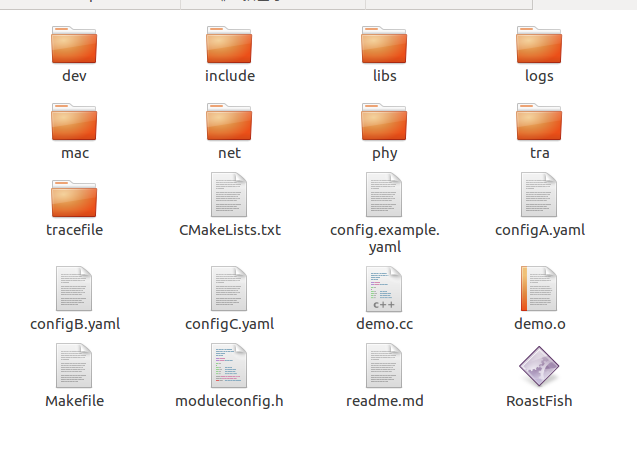 dev
include
libs
logs
mac
net
phy
tra
tracefile
CMakeLists.txt
config.example.
yaml
configA.yaml
configB.yaml
configC.yaml
demo.cc
c++
demo.o
Makefile
moduleconfig.h
readme.md
RoastFish